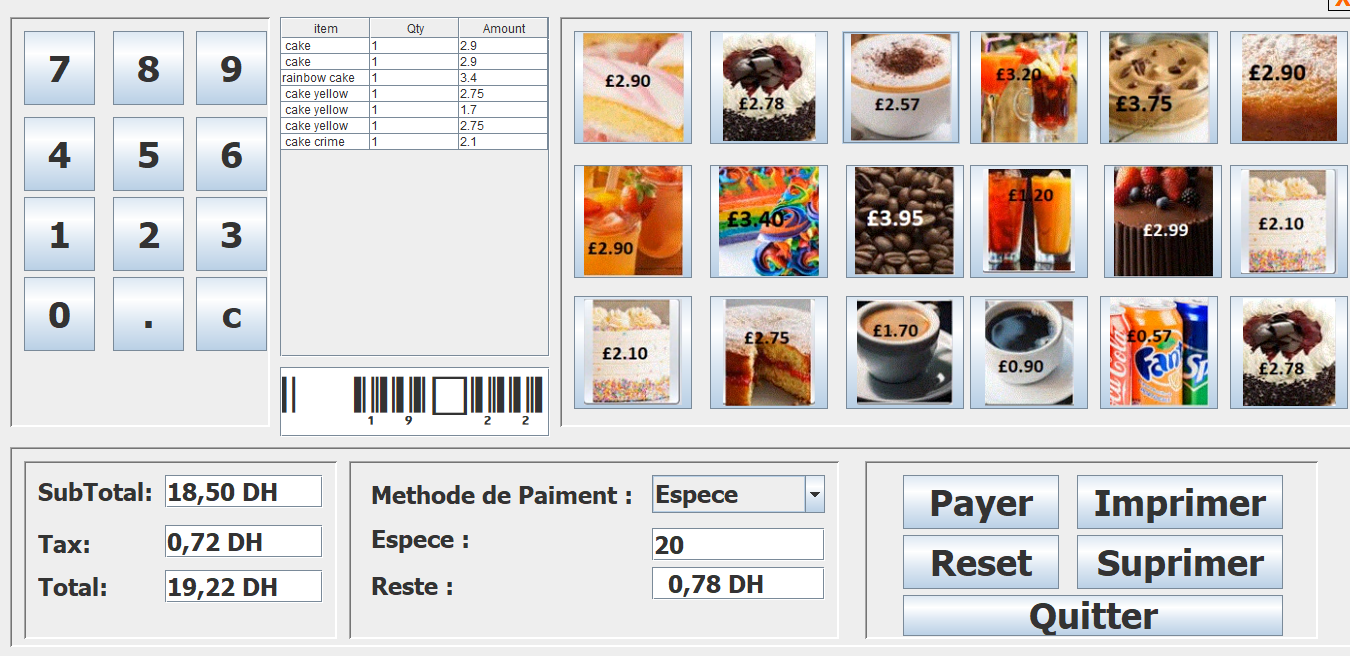 7 8 9
4 5 6
1 2 3
0 . c
item Qty Amount
cake 1 2.9
cake 1 2.9
rainbow cake 1 3.4
cake yellow 1 2.75
cake yellow 1 1.7
cake yellow 1 2.75
cake crime 1 2.1
1 9 2 2
£2.90 £2.78 £2.57 £3.20 £3.75 £2.90
£2.90 £3.40 £3.95 £1.20 £2.99 £2.10
£2.10 £2.75 £1.70 £0.90 £0.57 £2.78
Fanta
SubTotal: 18,50 DH
Tax: 0,72 DH
Total: 19,22 DH
Methode de Paiment : Espece
Espece : 20
Reste : 0,78 DH
Payer Imprimer
Reset Suprimer
Quitter